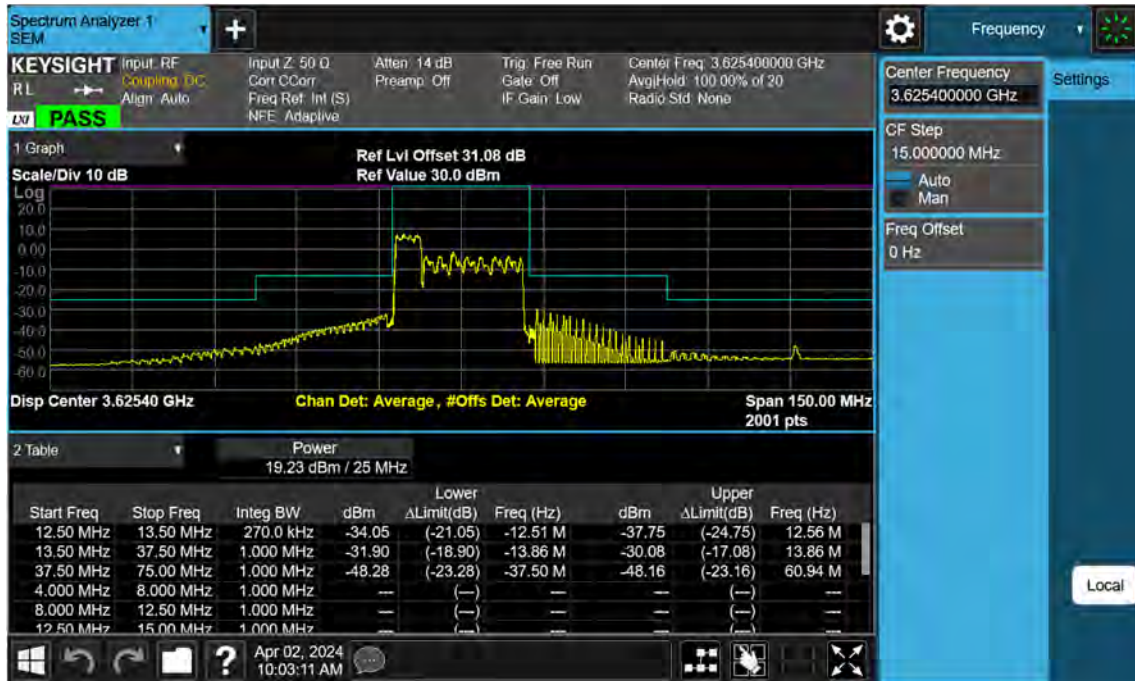 Spectrum Analyzer 1
SEM
Frequency
KEYSIGHT Input: RF Input Z: 50 Ω Atten: 14 dB Trig: Free Run Center Freq: 3.625400000 GHz
RL Coupling: DC Corr CCorr Preamp: Off Gate: Off Avg|Hold: 100.00% of 20
Align: Auto Freq Ref: Int (S) IF Gain: Low Radio Std: None
LXI PASS NFE: Adaptive
Center Frequency
3.625400000 GHz
Settings
CF Step
15.000000 MHz
Auto
Man
Freq Offset
0 Hz
Local
1 Graph
Ref Lvl Offset 31.08 dB
Scale/Div 10 dB Ref Value 30.0 dBm
Log
20.0
10.0
0.00
-10.0
-20.0
-30.0
-40.0
-50.0
-60.0
Disp Center 3.62540 GHz Chan Det: Average, #Offs Det: Average Span 150.00 MHz
2001 pts
2 Table Power
19.23 dBm / 25 MHz
Lower Upper
Start Freq Stop Freq Integ BW dBm ΔLimit(dB) Freq (Hz) dBm ΔLimit(dB) Freq (Hz)
12.50 MHz 13.50 MHz 270.0 kHz -34.05 (-21.05) -12.51 M -37.75 (-24.75) 12.56 M
13.50 MHz 37.50 MHz 1.000 MHz -31.90 (-18.90) -13.86 M -30.08 (-17.08) 13.86 M
37.50 MHz 75.00 MHz 1.000 MHz -48.28 (-23.28) -37.50 M -48.16 (-23.16) 60.94 M
4.000 MHz 8.000 MHz 1.000 MHz --- (---) --- --- (---) ---
8.000 MHz 12.50 MHz 1.000 MHz --- (---) --- --- (---) ---
12.50 MHz 15.00 MHz 1.000 MHz --- (---) --- --- (---) ---
? Apr 02, 2024
10:03:11 AM